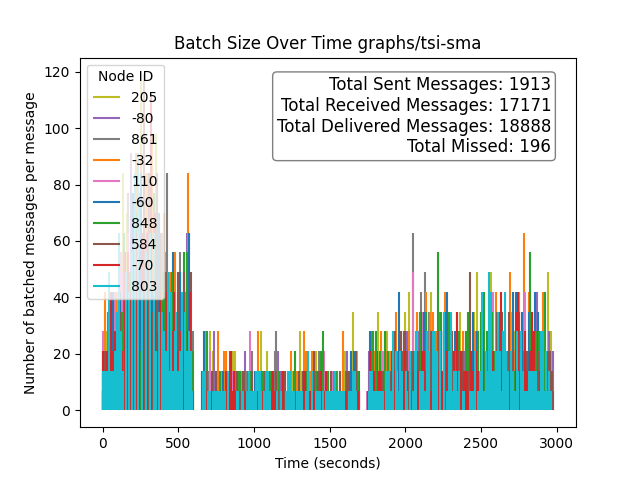 Batch Size Over Time graphs/tsi-sma
Number of batched messages per message
120
100
80
60
40
20
0
Node ID
205
-80
861
-32
110
-60
848
584
-70
803
Total Sent Messages: 1913
Total Received Messages: 17171
Total Delivered Messages: 18888
Total Missed: 196
0 500 1000 1500 2000 2500 3000
Time (seconds)